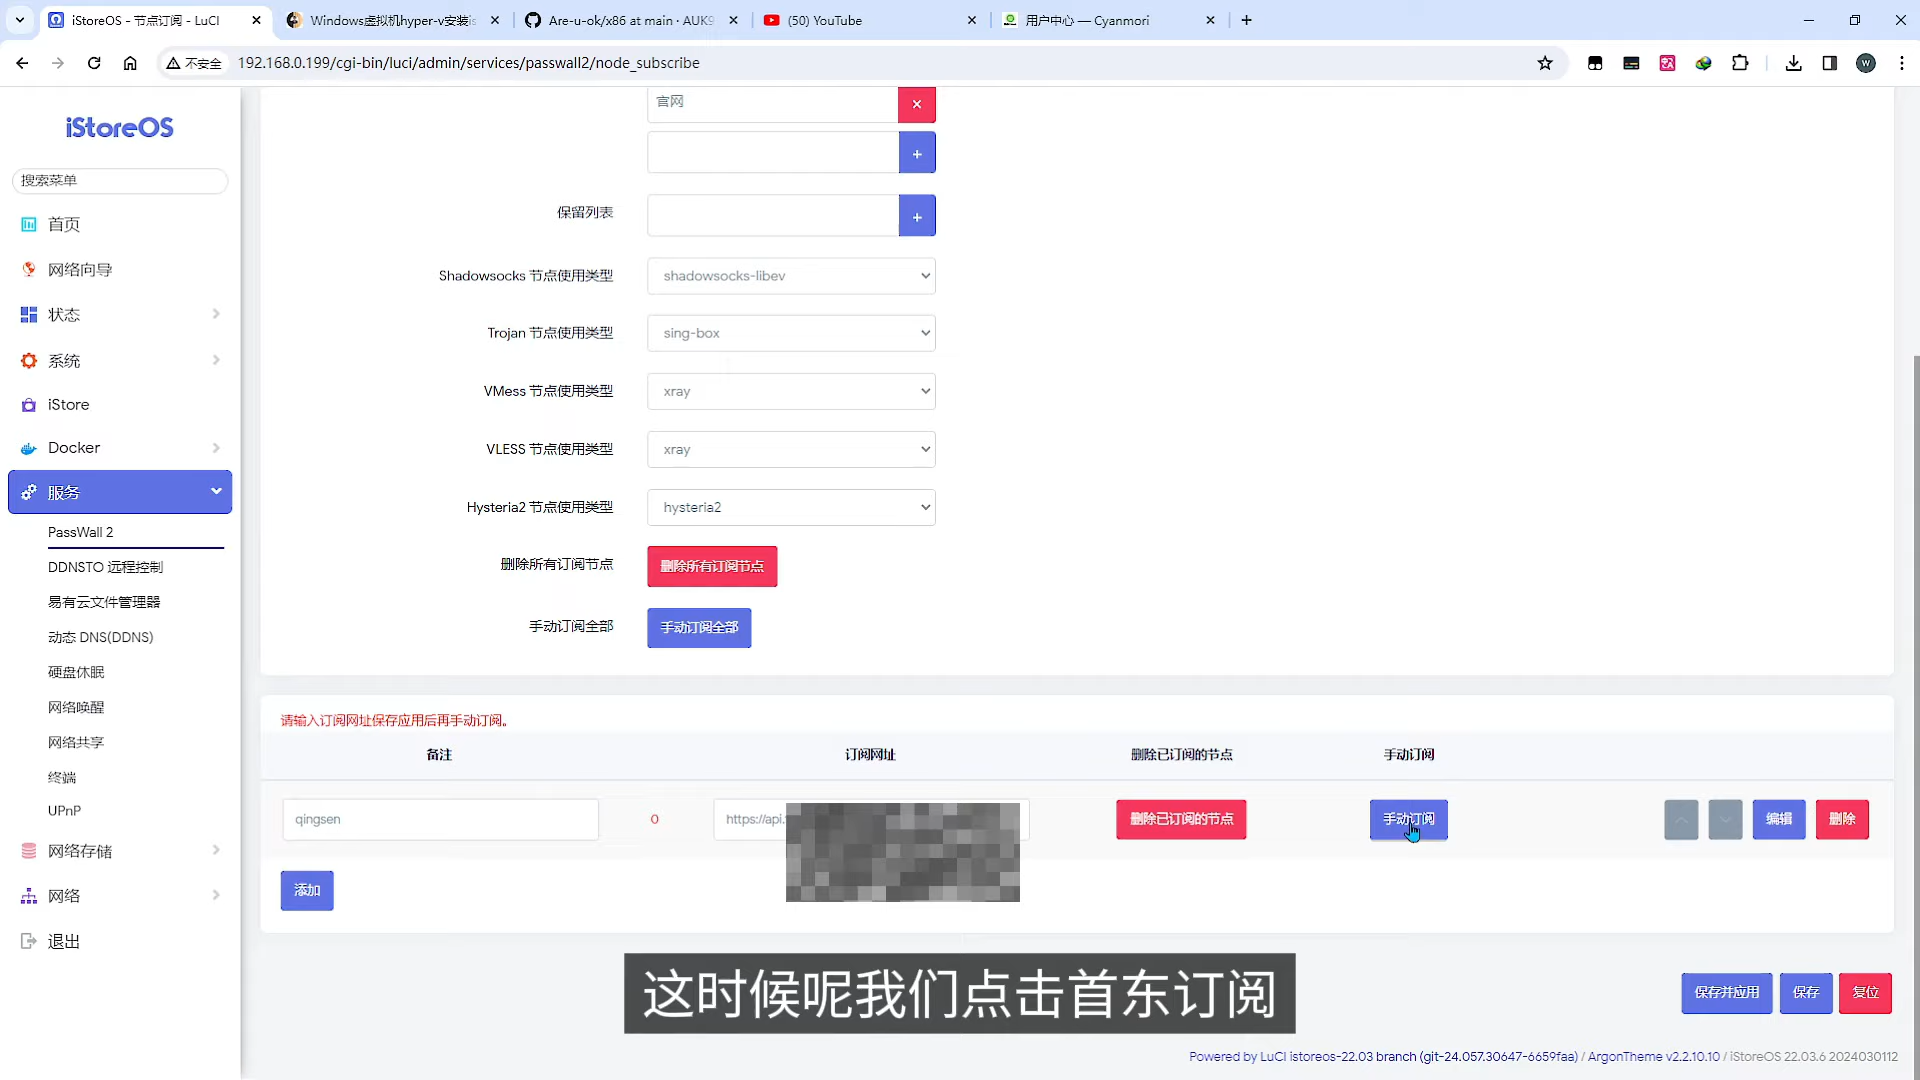 iStoreOS - 节点订阅 - LuCI
Windows虚拟机hyper-v安装is
Are-u-ok/x86 at main · AUK9
(50) YouTube
用户中心 — Cyanmori
不安全
192.168.0.199/cgi-bin/luci/admin/services/passwall2/node_subscribe
W
iStoreOS
搜索菜单
首页
网络向导
状态
系统
iStore
Docker
服务
PassWall 2
DDNSTO 远程控制
易有云文件管理器
动态 DNS(DDNS)
硬盘休眠
网络唤醒
网络共享
终端
UPnP
网络存储
网络
退出
官网
保留列表
Shadowsocks 节点使用类型
shadowsocks-libev
Trojan 节点使用类型
sing-box
VMess 节点使用类型
xray
VLESS 节点使用类型
xray
Hysteria2 节点使用类型
hysteria2
删除所有订阅节点
删除所有订阅节点
手动订阅全部
手动订阅全部
请输入订阅网址保存应用后再手动订阅。
备注
订阅网址
删除已订阅的节点
手动订阅
qingsen
0
https://api.
删除已订阅的节点
手动订阅
编辑
删除
添加
这时候呢我们点击首东订阅
保存并应用
保存
复位
Powered by LuCI istoreos-22.03 branch (git-24.057.30647-6659faa) / ArgonTheme v2.2.10.10 / iStoreOS 22.03.6 2024030112